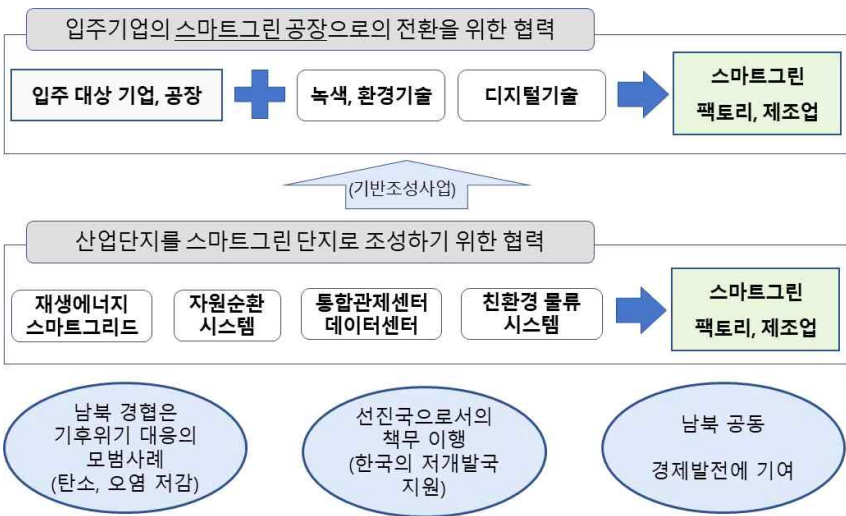 입주기업의 스마트그린 공장으로의 전환을 위한 협력
입주 대상 기업, 공장
녹색, 환경기술
디지털기술
스마트그린
팩토리, 제조업
(기반조성사업)
산업단지를 스마트그린 단지로 조성하기 위한 협력
재생에너지
스마트그리드
자원순환
시스템
통합관제센터
데이터센터
친환경 물류
시스템
스마트그린
팩토리, 제조업
남북 경협은
기후위기 대응의
모범사례
(탄소, 오염 저감)
선진국으로서의
책무 이행
(한국의 저개발국
지원)
남북 공동
경제발전에 기여